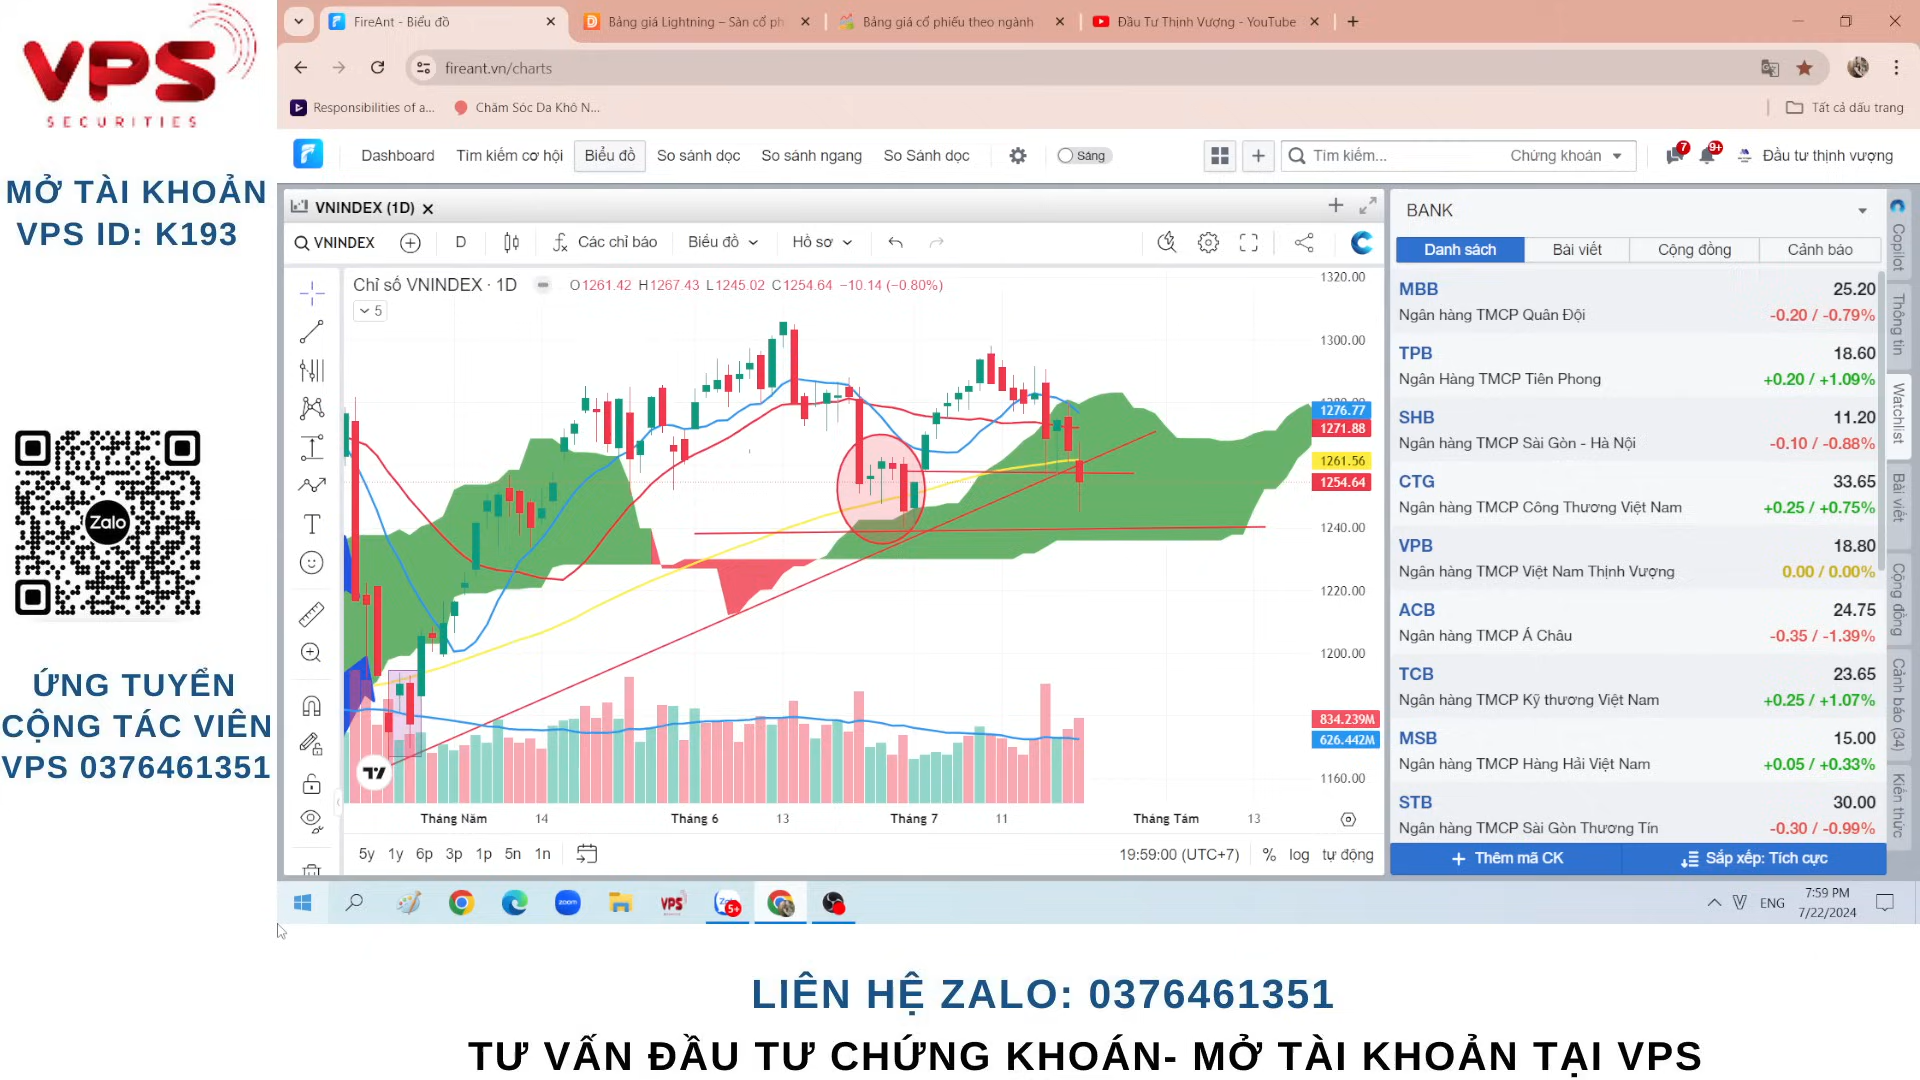 VPS
SECURITIES
MỞ TÀI KHOẢN
VPS ID: K193
Zalo
ỨNG TUYỂN
CỘNG TÁC VIÊN
VPS 0376461351
FireAnt - Biểu đồ
Bảng giá Lightning – Sàn cổ ph
Bảng giá cổ phiếu theo ngành
Đầu Tư Thịnh Vượng - YouTube
fireant.vn/charts
Responsibilities of a...
Chăm Sóc Da Khô N...
Tất cả dấu trang
Dashboard
Tìm kiếm cơ hội
Biểu đồ
So sánh dọc
So sánh ngang
So Sánh dọc
Sáng
Tìm kiếm...
Chứng khoán
7
9+
Đầu tư thịnh vượng
VNINDEX (1D)
VNINDEX
D
Các chỉ báo
Biểu đồ
Hồ sơ
Chỉ số VNINDEX · 1D
O1261.42 H1267.43 L1245.02 C1254.64 −10.14 (−0.80%)
5
1320.00
1300.00
1276.77
1271.88
1261.56
1254.64
1240.00
1220.00
1200.00
834.239M
626.442M
1160.00
Tháng Năm
14
Tháng 6
13
Tháng 7
11
Tháng Tám
13
5y 1y 6p 3p 1p 5n 1n
19:59:00 (UTC+7)
% log tự động
BANK
Danh sách
Bài viết
Cộng đồng
Cảnh báo
MBB 25.20
Ngân hàng TMCP Quân Đội -0.20 / -0.79%
TPB 18.60
Ngân Hàng TMCP Tiên Phong +0.20 / +1.09%
SHB 11.20
Ngân hàng TMCP Sài Gòn - Hà Nội -0.10 / -0.88%
CTG 33.65
Ngân hàng TMCP Công Thương Việt Nam +0.25 / +0.75%
VPB 18.80
Ngân hàng TMCP Việt Nam Thịnh Vượng 0.00 / 0.00%
ACB 24.75
Ngân hàng TMCP Á Châu -0.35 / -1.39%
TCB 23.65
Ngân hàng TMCP Kỹ thương Việt Nam +0.25 / +1.07%
MSB 15.00
Ngân hàng TMCP Hàng Hải Việt Nam +0.05 / +0.33%
STB 30.00
Ngân hàng TMCP Sài Gòn Thương Tín -0.30 / -0.99%
Thêm mã CK
Sắp xếp: Tích cực
Copilot
Thông tin
Watchlist
Bài viết
Cộng đồng
Cảnh báo (34)
Kiến thức
zoom
VPS
5+
ENG
7:59 PM
7/22/2024
LIÊN HỆ ZALO: 0376461351
TƯ VẤN ĐẦU TƯ CHỨNG KHOÁN- MỞ TÀI KHOẢN TẠI VPS